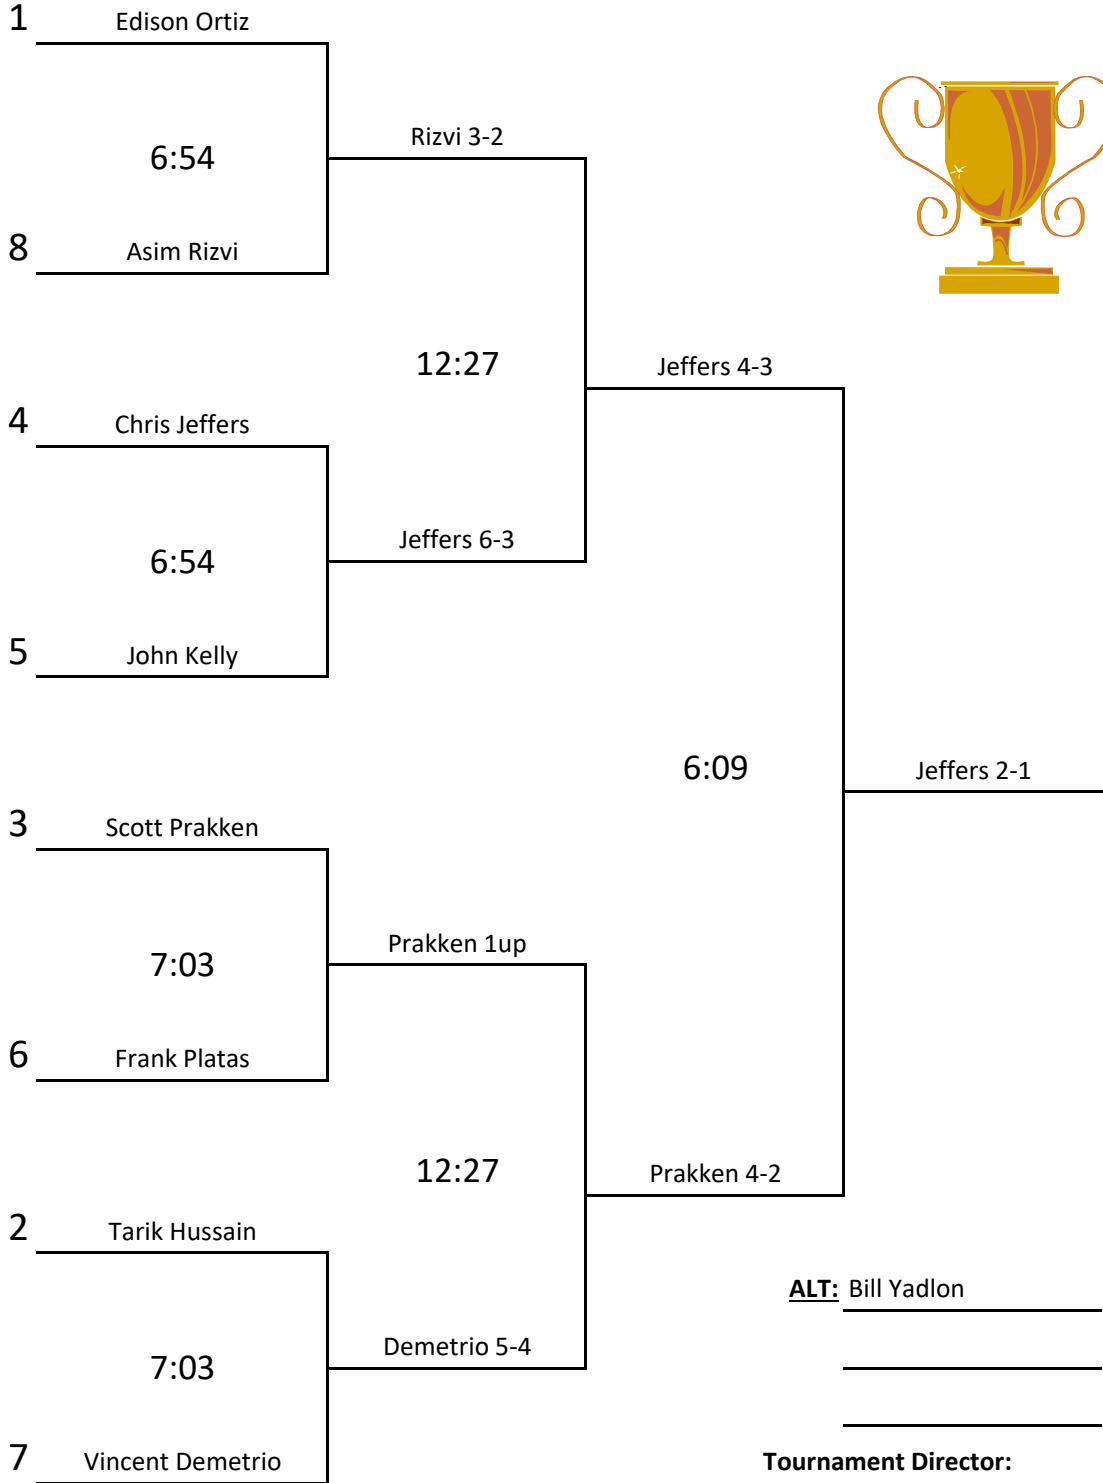 1 Edison Ortiz
Rizvi 3-2
6:54
8 Asim Rizvi
12:27
Jeffers 4-3
4 Chris Jeffers
Jeffers 6-3
6:54
5 John Kelly
6:09
Jeffers 2-1
3 Scott Prakken
Prakken 1up
7:03
6 Frank Platas
12:27
Prakken 4-2
2 Tarik Hussain
ALT: Bill Yadlon
Demetrio 5-4
7:03
7 Vincent Demetrio
Tournament Director: